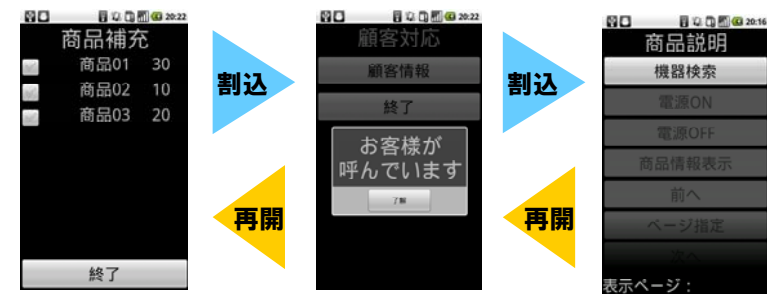 20:22
商品補充
商品01 30
商品02 10
商品03 20
終了
割込
再開
20:22
顧客対応
顧客情報
終了
お客様が
呼んでいます
了解
割込
再開
20:16
商品説明
機器検索
電源ON
電源OFF
商品情報表示
前へ
ページ指定
次へ
表示ページ：